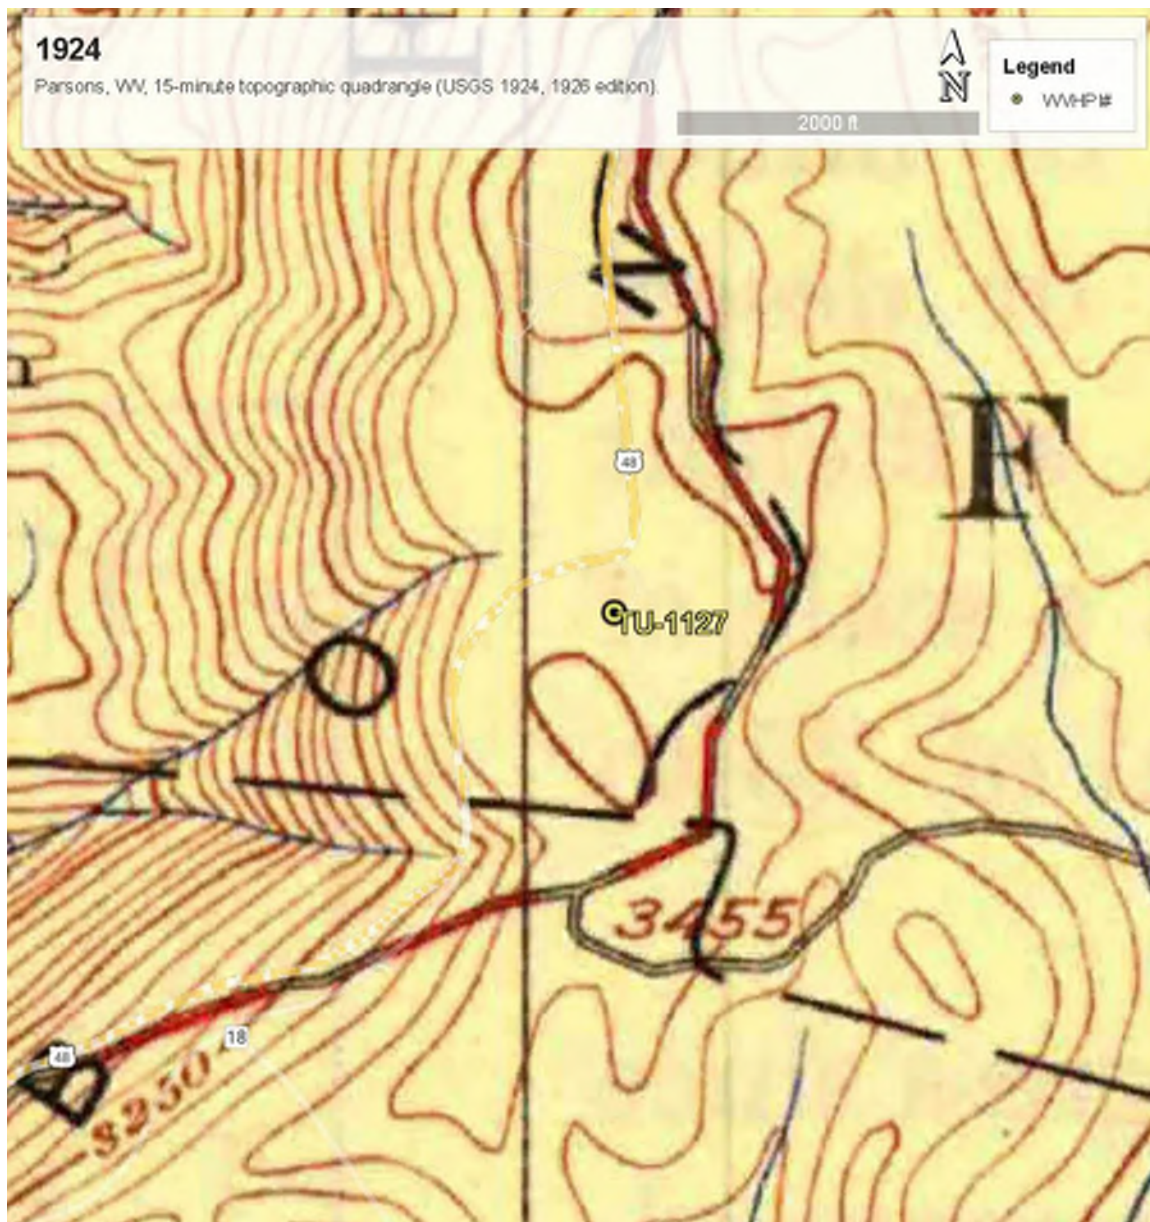 1924
Parsons, WV, 15-minute topographic quadrangle (USGS 1924, 1926 edition).
N
Legend
WVHPI#
2000 ft
N
n
F
48
TU-1127
O
3455
18
48
B
3250